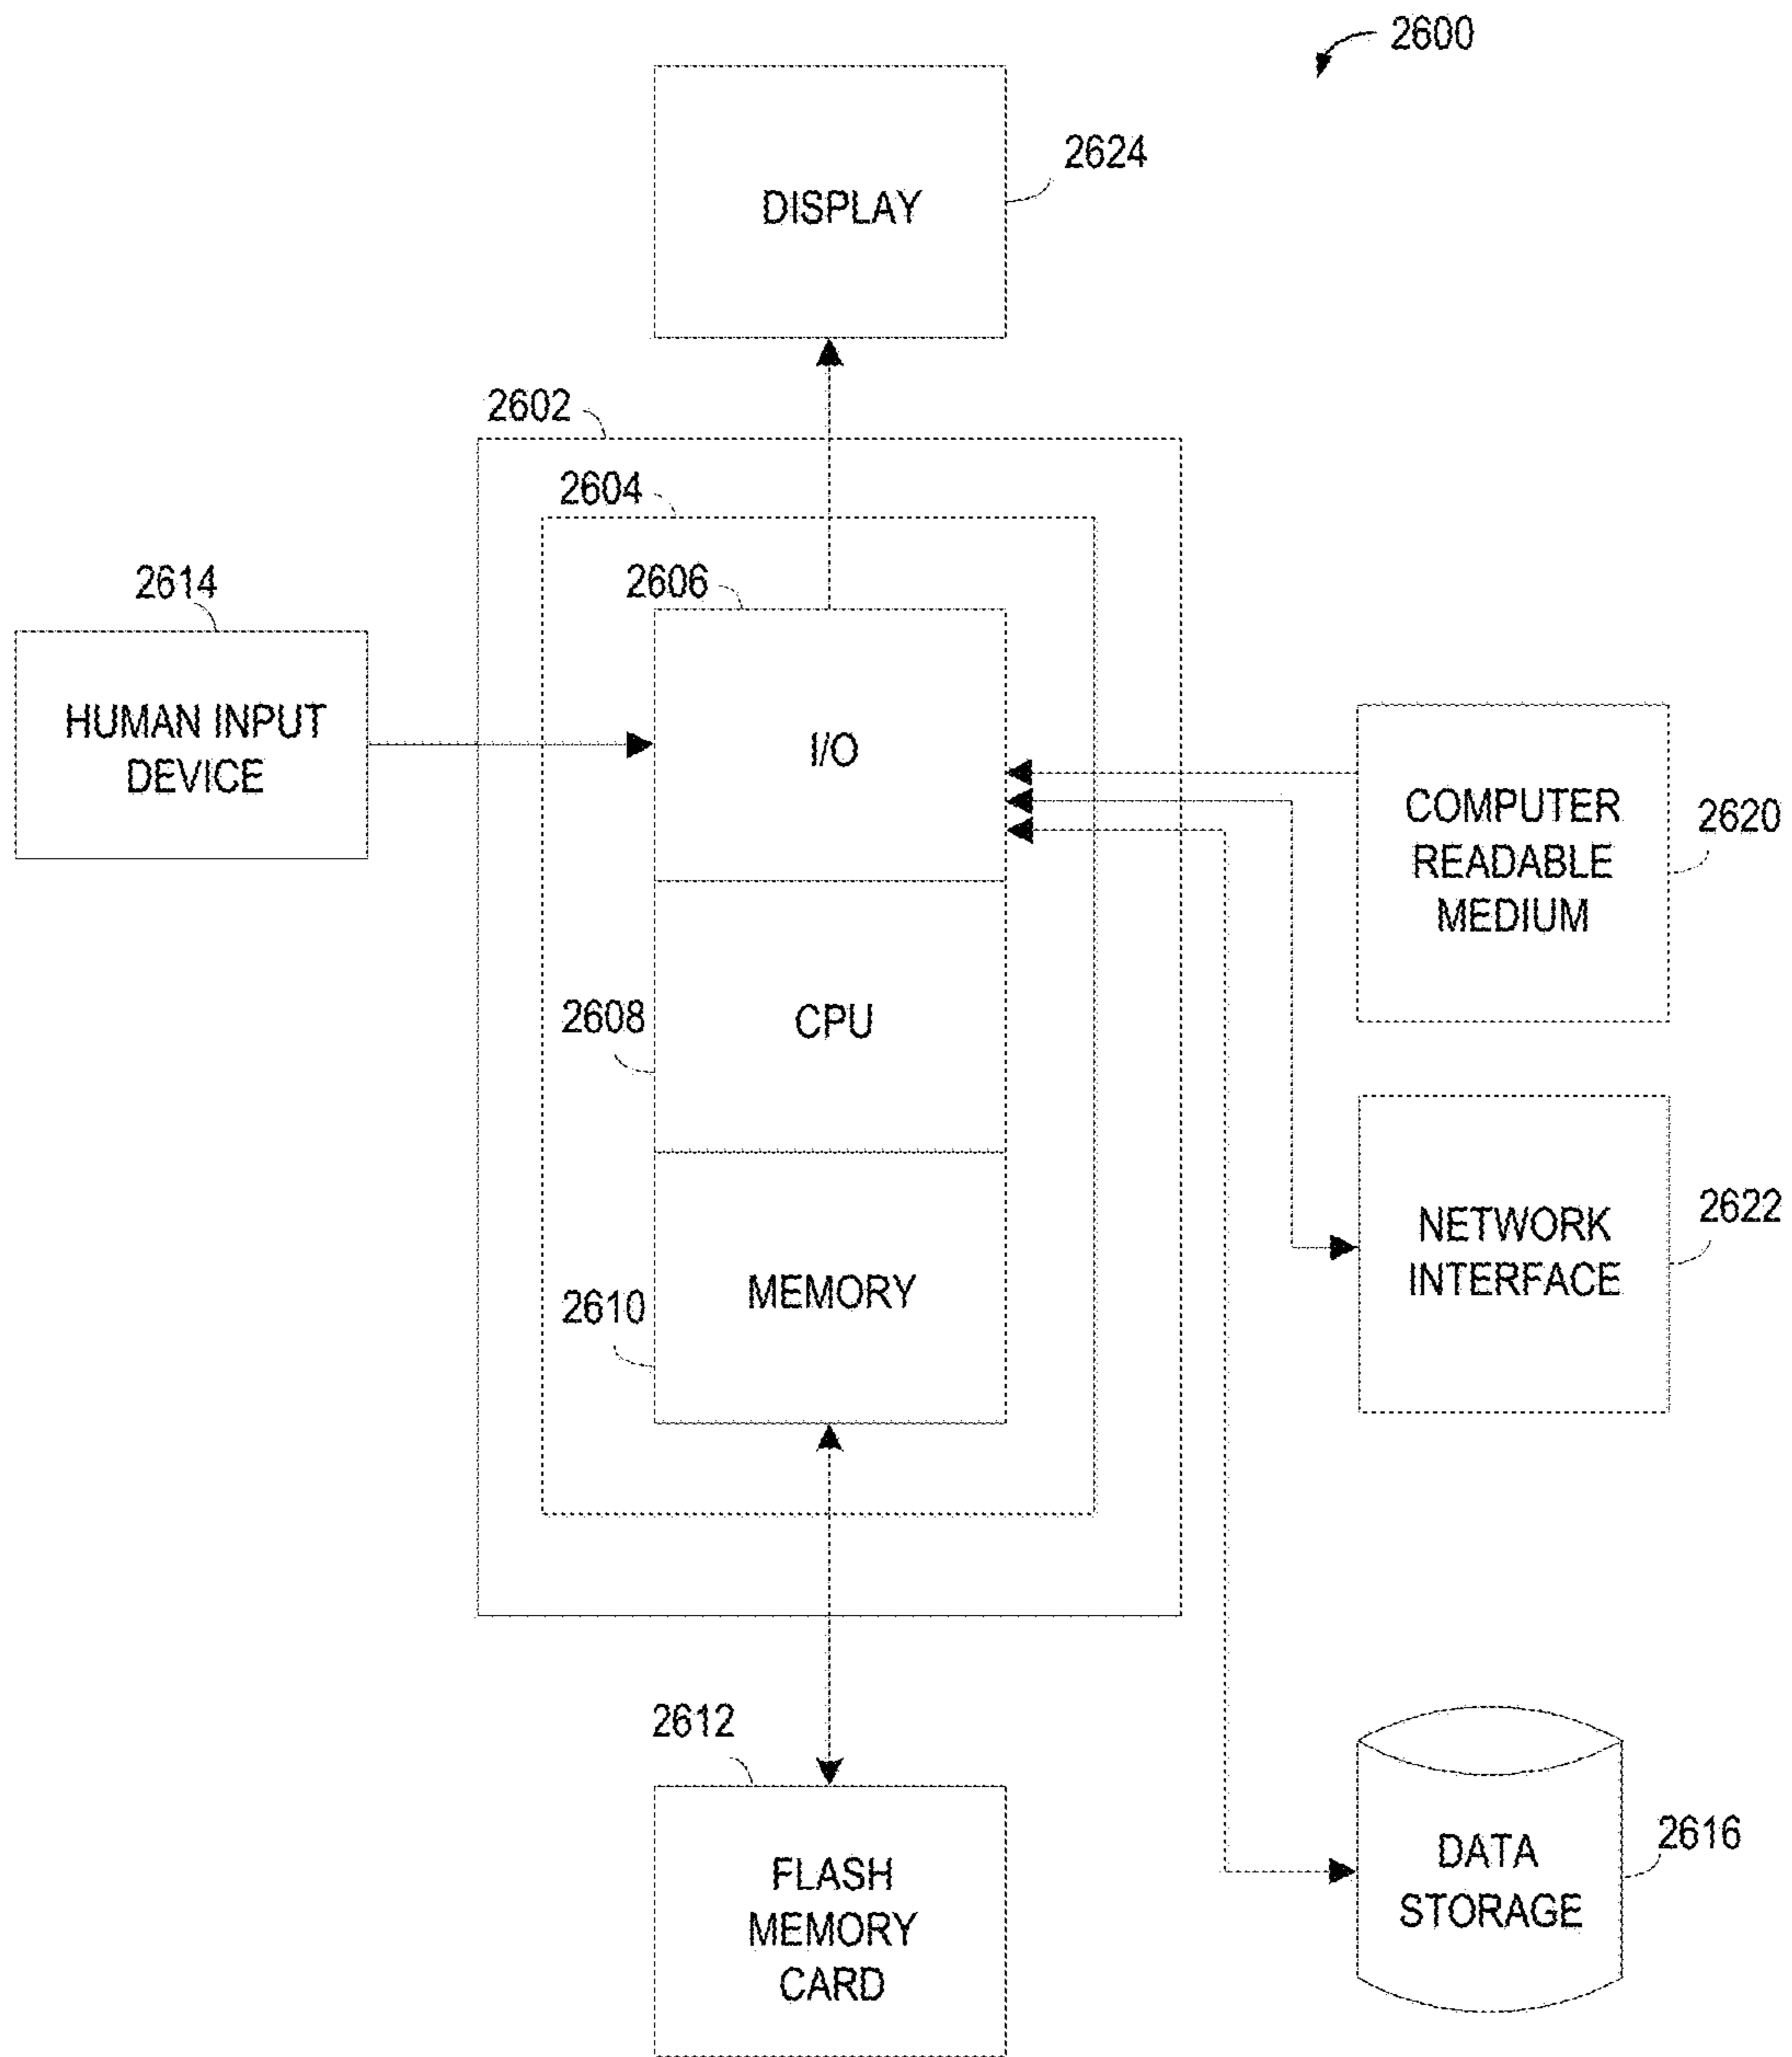 2600
2624
DISPLAY
2602
2604
2614
2606
HUMAN INPUT
DEVICE
I/O
COMPUTER
READABLE
MEDIUM
2620
2608
CPU
2622
NETWORK
INTERFACE
2610
MEMORY
2612
FLASH
MEMORY
CARD
2616
DATA
STORAGE